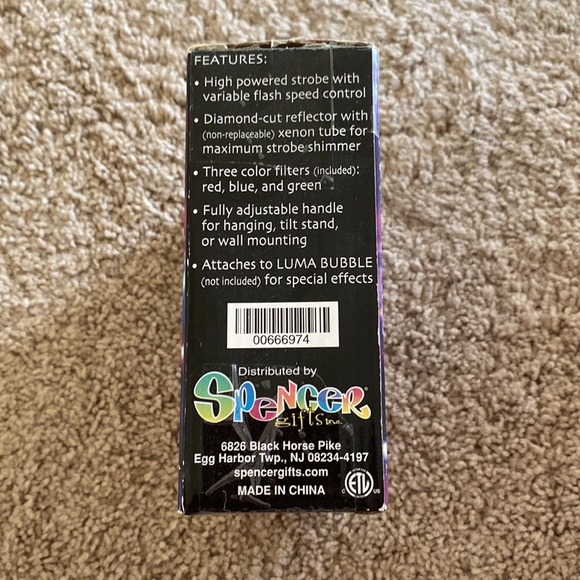 FEATURES:
• High powered strobe with
variable flash speed control
• Diamond-cut reflector with
(non-replaceable) xenon tube for
maximum strobe shimmer
• Three color filters (included):
red, blue, and green
• Fully adjustable handle
for hanging, tilt stand,
or wall mounting
• Attaches to LUMA BUBBLE
(not included) for special effects
00666974
Distributed by
SPENCER®
gifts inc.
6826 Black Horse Pike
Egg Harbor Twp., NJ 08234-4197
spencergifts.com
MADE IN CHINA
C ETL US